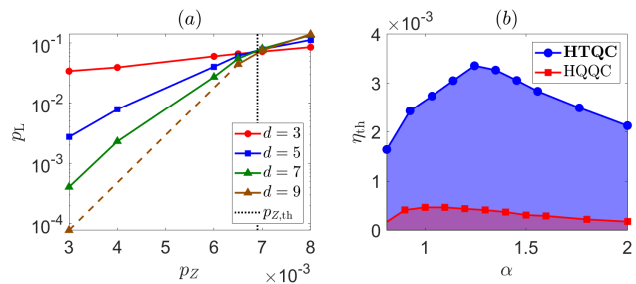 (a)
10⁻¹
10⁻²
10⁻³
10⁻⁴
p_L
d = 3
d = 5
d = 7
d = 9
p_{Z,th}
3 4 5 6 7 8
p_Z
×10⁻³
(b)
×10⁻³
4
3
2
1
0
η_th
HTQC
HQQC
1 1.5 2
α